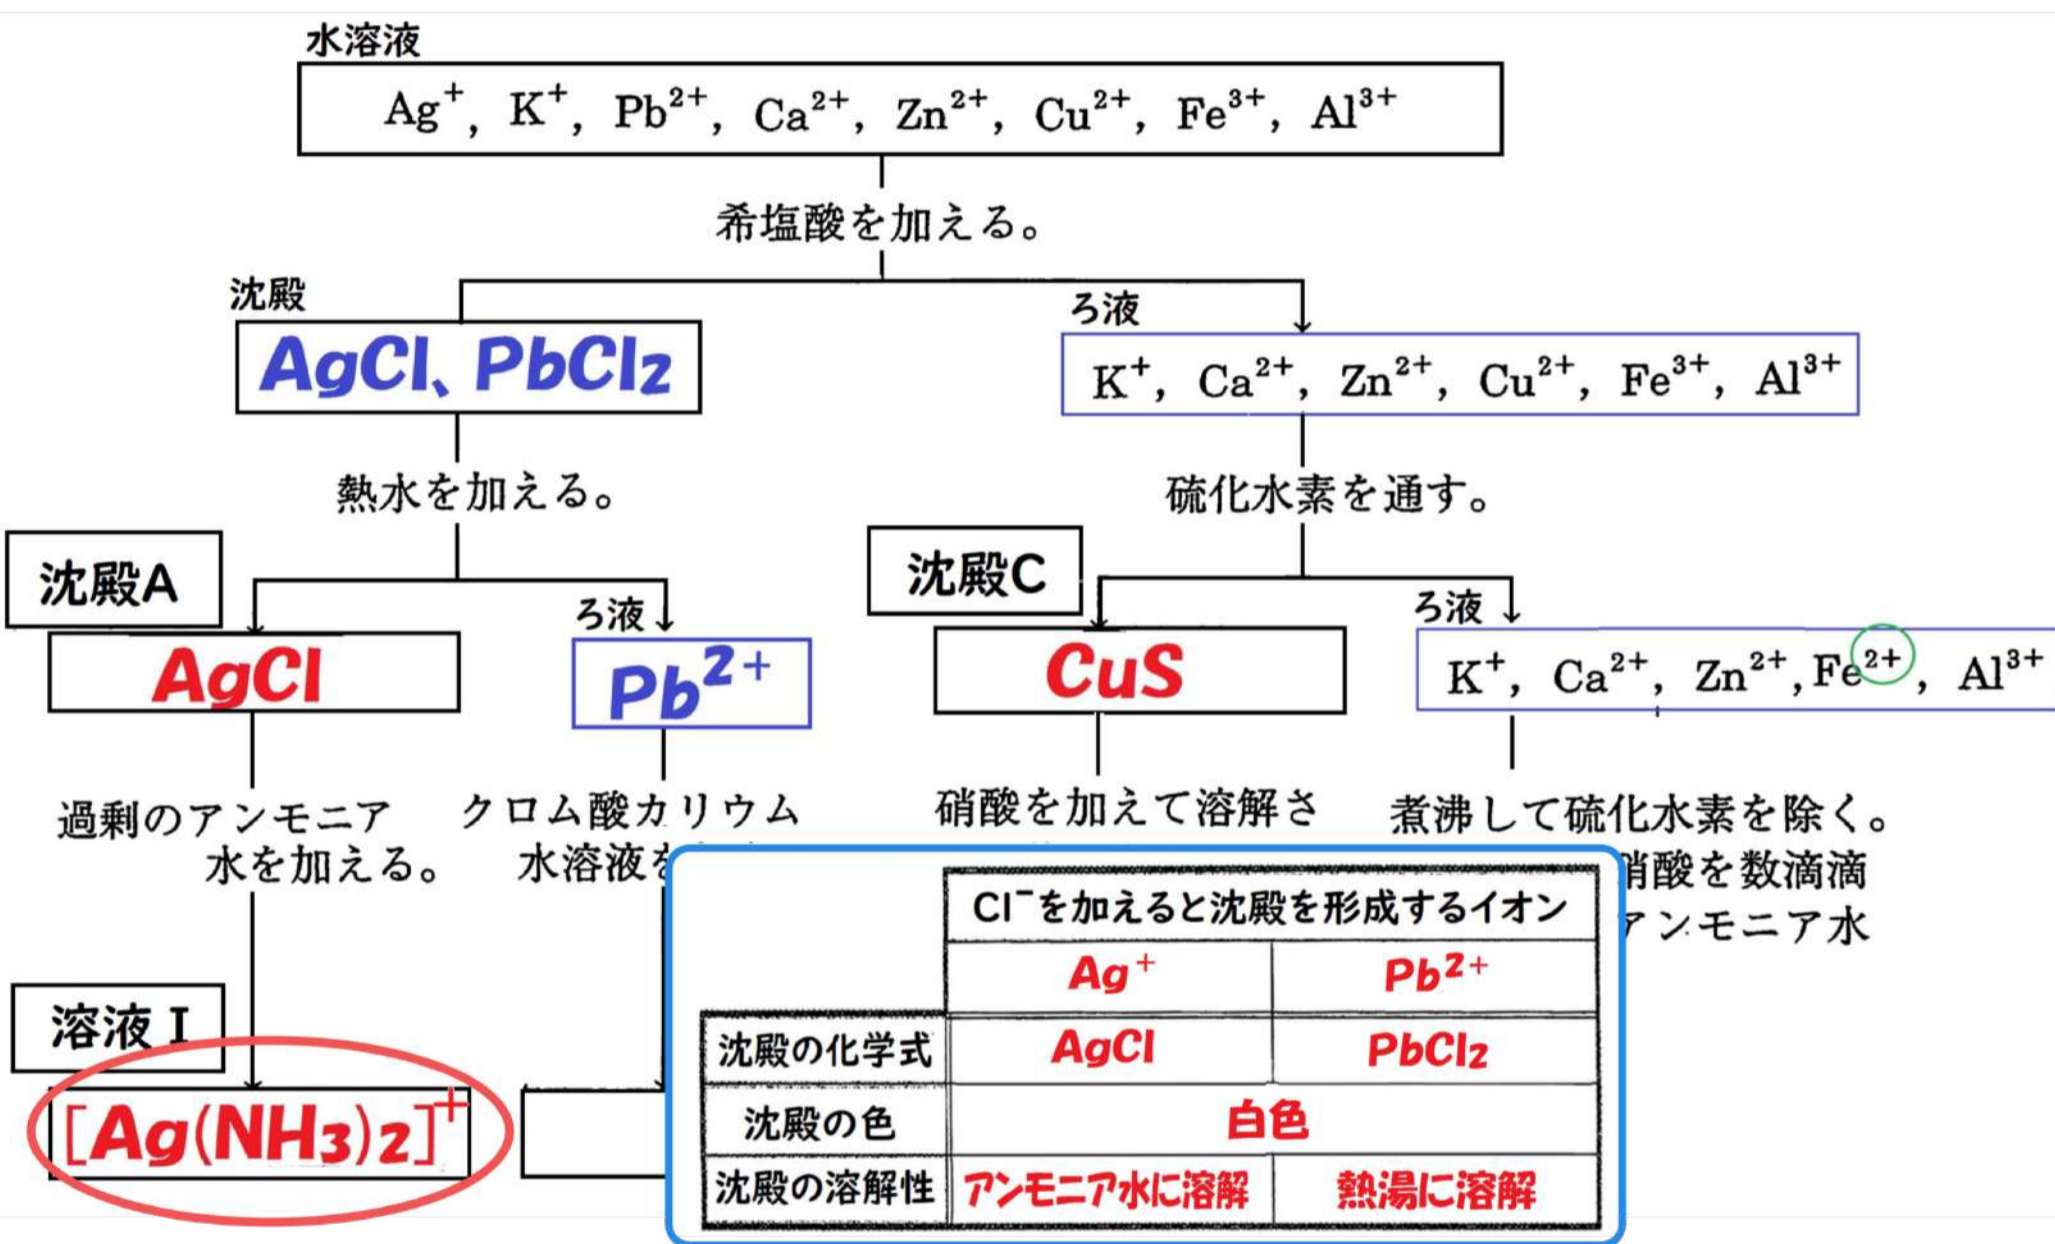 水溶液
Ag⁺, K⁺, Pb²⁺, Ca²⁺, Zn²⁺, Cu²⁺, Fe³⁺, Al³⁺
希塩酸を加える。
沈殿
AgCl、PbCl₂
ろ液
K⁺, Ca²⁺, Zn²⁺, Cu²⁺, Fe³⁺, Al³⁺
熱水を加える。
硫化水素を通す。
沈殿A
AgCl
ろ液
Pb²⁺
沈殿C
CuS
ろ液
K⁺, Ca²⁺, Zn²⁺, Fe²⁺, Al³⁺
過剰のアンモニア
水を加える。
クロム酸カリウム
水溶液を
硝酸を加えて溶解さ
煮沸して硫化水素を除く。
硝酸を数滴滴
アンモニア水
溶液Ⅰ
[Ag(NH₃)₂]⁺
Cl⁻を加えると沈殿を形成するイオン
Ag⁺ Pb²⁺
沈殿の化学式 AgCl PbCl₂
沈殿の色 白色
沈殿の溶解性 アンモニア水に溶解 熱湯に溶解